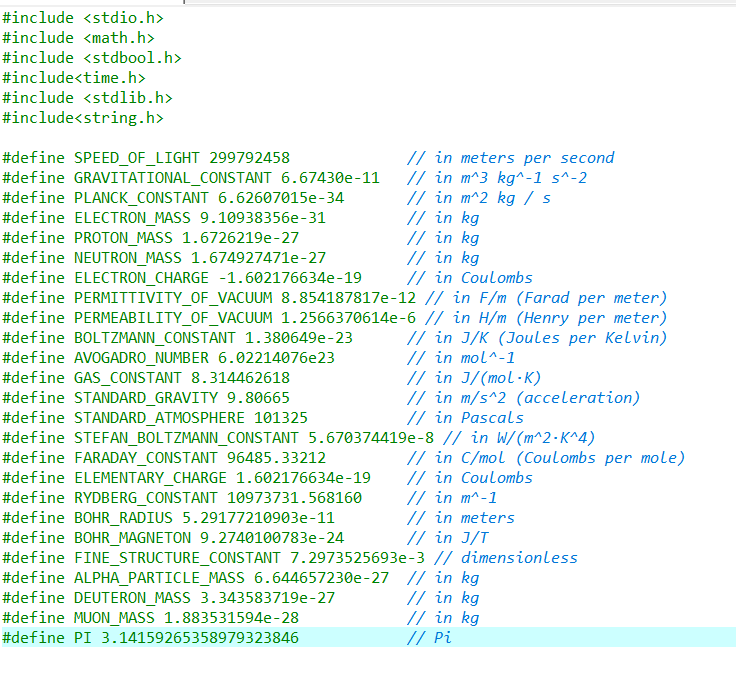 #include <stdio.h>
#include <math.h>
#include <stdbool.h>
#include<time.h>
#include <stdlib.h>
#include<string.h>
#define SPEED_OF_LIGHT 299792458 // in meters per second
#define GRAVITATIONAL_CONSTANT 6.67430e-11 // in m^3 kg^-1 s^-2
#define PLANCK_CONSTANT 6.62607015e-34 // in m^2 kg / s
#define ELECTRON_MASS 9.10938356e-31 // in kg
#define PROTON_MASS 1.6726219e-27 // in kg
#define NEUTRON_MASS 1.674927471e-27 // in kg
#define ELECTRON_CHARGE -1.602176634e-19 // in Coulombs
#define PERMITTIVITY_OF_VACUUM 8.854187817e-12 // in F/m (Farad per meter)
#define PERMEABILITY_OF_VACUUM 1.2566370614e-6 // in H/m (Henry per meter)
#define BOLTZMANN_CONSTANT 1.380649e-23 // in J/K (Joules per Kelvin)
#define AVOGADRO_NUMBER 6.02214076e23 // in mol^-1
#define GAS_CONSTANT 8.314462618 // in J/(mol·K)
#define STANDARD_GRAVITY 9.80665 // in m/s^2 (acceleration)
#define STANDARD_ATMOSPHERE 101325 // in Pascals
#define STEFAN_BOLTZMANN_CONSTANT 5.670374419e-8 // in W/(m^2·K^4)
#define FARADAY_CONSTANT 96485.33212 // in C/mol (Coulombs per mole)
#define ELEMENTARY_CHARGE 1.602176634e-19 // in Coulombs
#define RYDBERG_CONSTANT 10973731.568160 // in m^-1
#define BOHR_RADIUS 5.29177210903e-11 // in meters
#define BOHR_MAGNETON 9.2740100783e-24 // in J/T
#define FINE_STRUCTURE_CONSTANT 7.2973525693e-3 // dimensionless
#define ALPHA_PARTICLE_MASS 6.644657230e-27 // in kg
#define DEUTERON_MASS 3.343583719e-27 // in kg
#define MUON_MASS 1.883531594e-28 // in kg
#define PI 3.14159265358979323846 // Pi